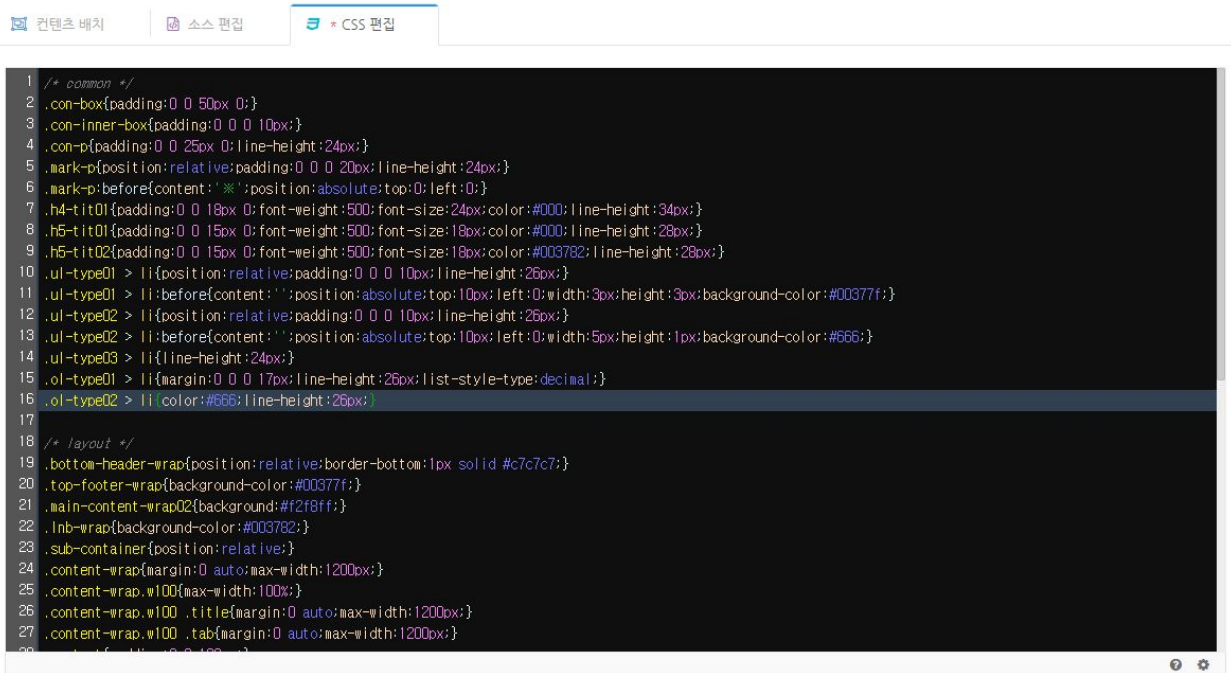 컨텐츠 배치
소스 편집
* CSS 편집
1 /* common */
2 .con-box{padding:0 0 50px 0;}
3 .con-inner-box{padding:0 0 0 10px;}
4 .con-p{padding:0 0 25px 0;line-height:24px;}
5 .mark-p{position:relative;padding:0 0 0 20px;line-height:24px;}
6 .mark-p:before{content:'※';position:absolute;top:0;left:0;}
7 .h4-tit01{padding:0 0 18px 0;font-weight:500;font-size:24px;color:#000;line-height:34px;}
8 .h5-tit01{padding:0 0 15px 0;font-weight:500;font-size:18px;color:#000;line-height:28px;}
9 .h5-tit02{padding:0 0 15px 0;font-weight:500;font-size:18px;color:#003782;line-height:28px;}
10 .ul-type01 > li{position:relative;padding:0 0 0 10px;line-height:26px;}
11 .ul-type01 > li:before{content:'';position:absolute;top:10px;left:0;width:3px;height:3px;background-color:#00377f;}
12 .ul-type02 > li{position:relative;padding:0 0 0 10px;line-height:26px;}
13 .ul-type02 > li:before{content:'';position:absolute;top:10px;left:0;width:5px;height:1px;background-color:#666;}
14 .ul-type03 > li{line-height:24px;}
15 .ol-type01 > li{margin:0 0 0 17px;line-height:26px;list-style-type:decimal;}
16 .ol-type02 > li{color:#666;line-height:26px;}
17
18 /* layout */
19 .bottom-header-wrap{position:relative;border-bottom:1px solid #c7c7c7;}
20 .top-footer-wrap{background-color:#00377f;}
21 .main-content-wrap02{background:#f2f8ff;}
22 .lnb-wrap{background-color:#003782;}
23 .sub-container{position:relative;}
24 .content-wrap{margin:0 auto;max-width:1200px;}
25 .content-wrap.w100{max-width:100%;}
26 .content-wrap.w100 .title{margin:0 auto;max-width:1200px;}
27 .content-wrap.w100 .tab{margin:0 auto;max-width:1200px;}